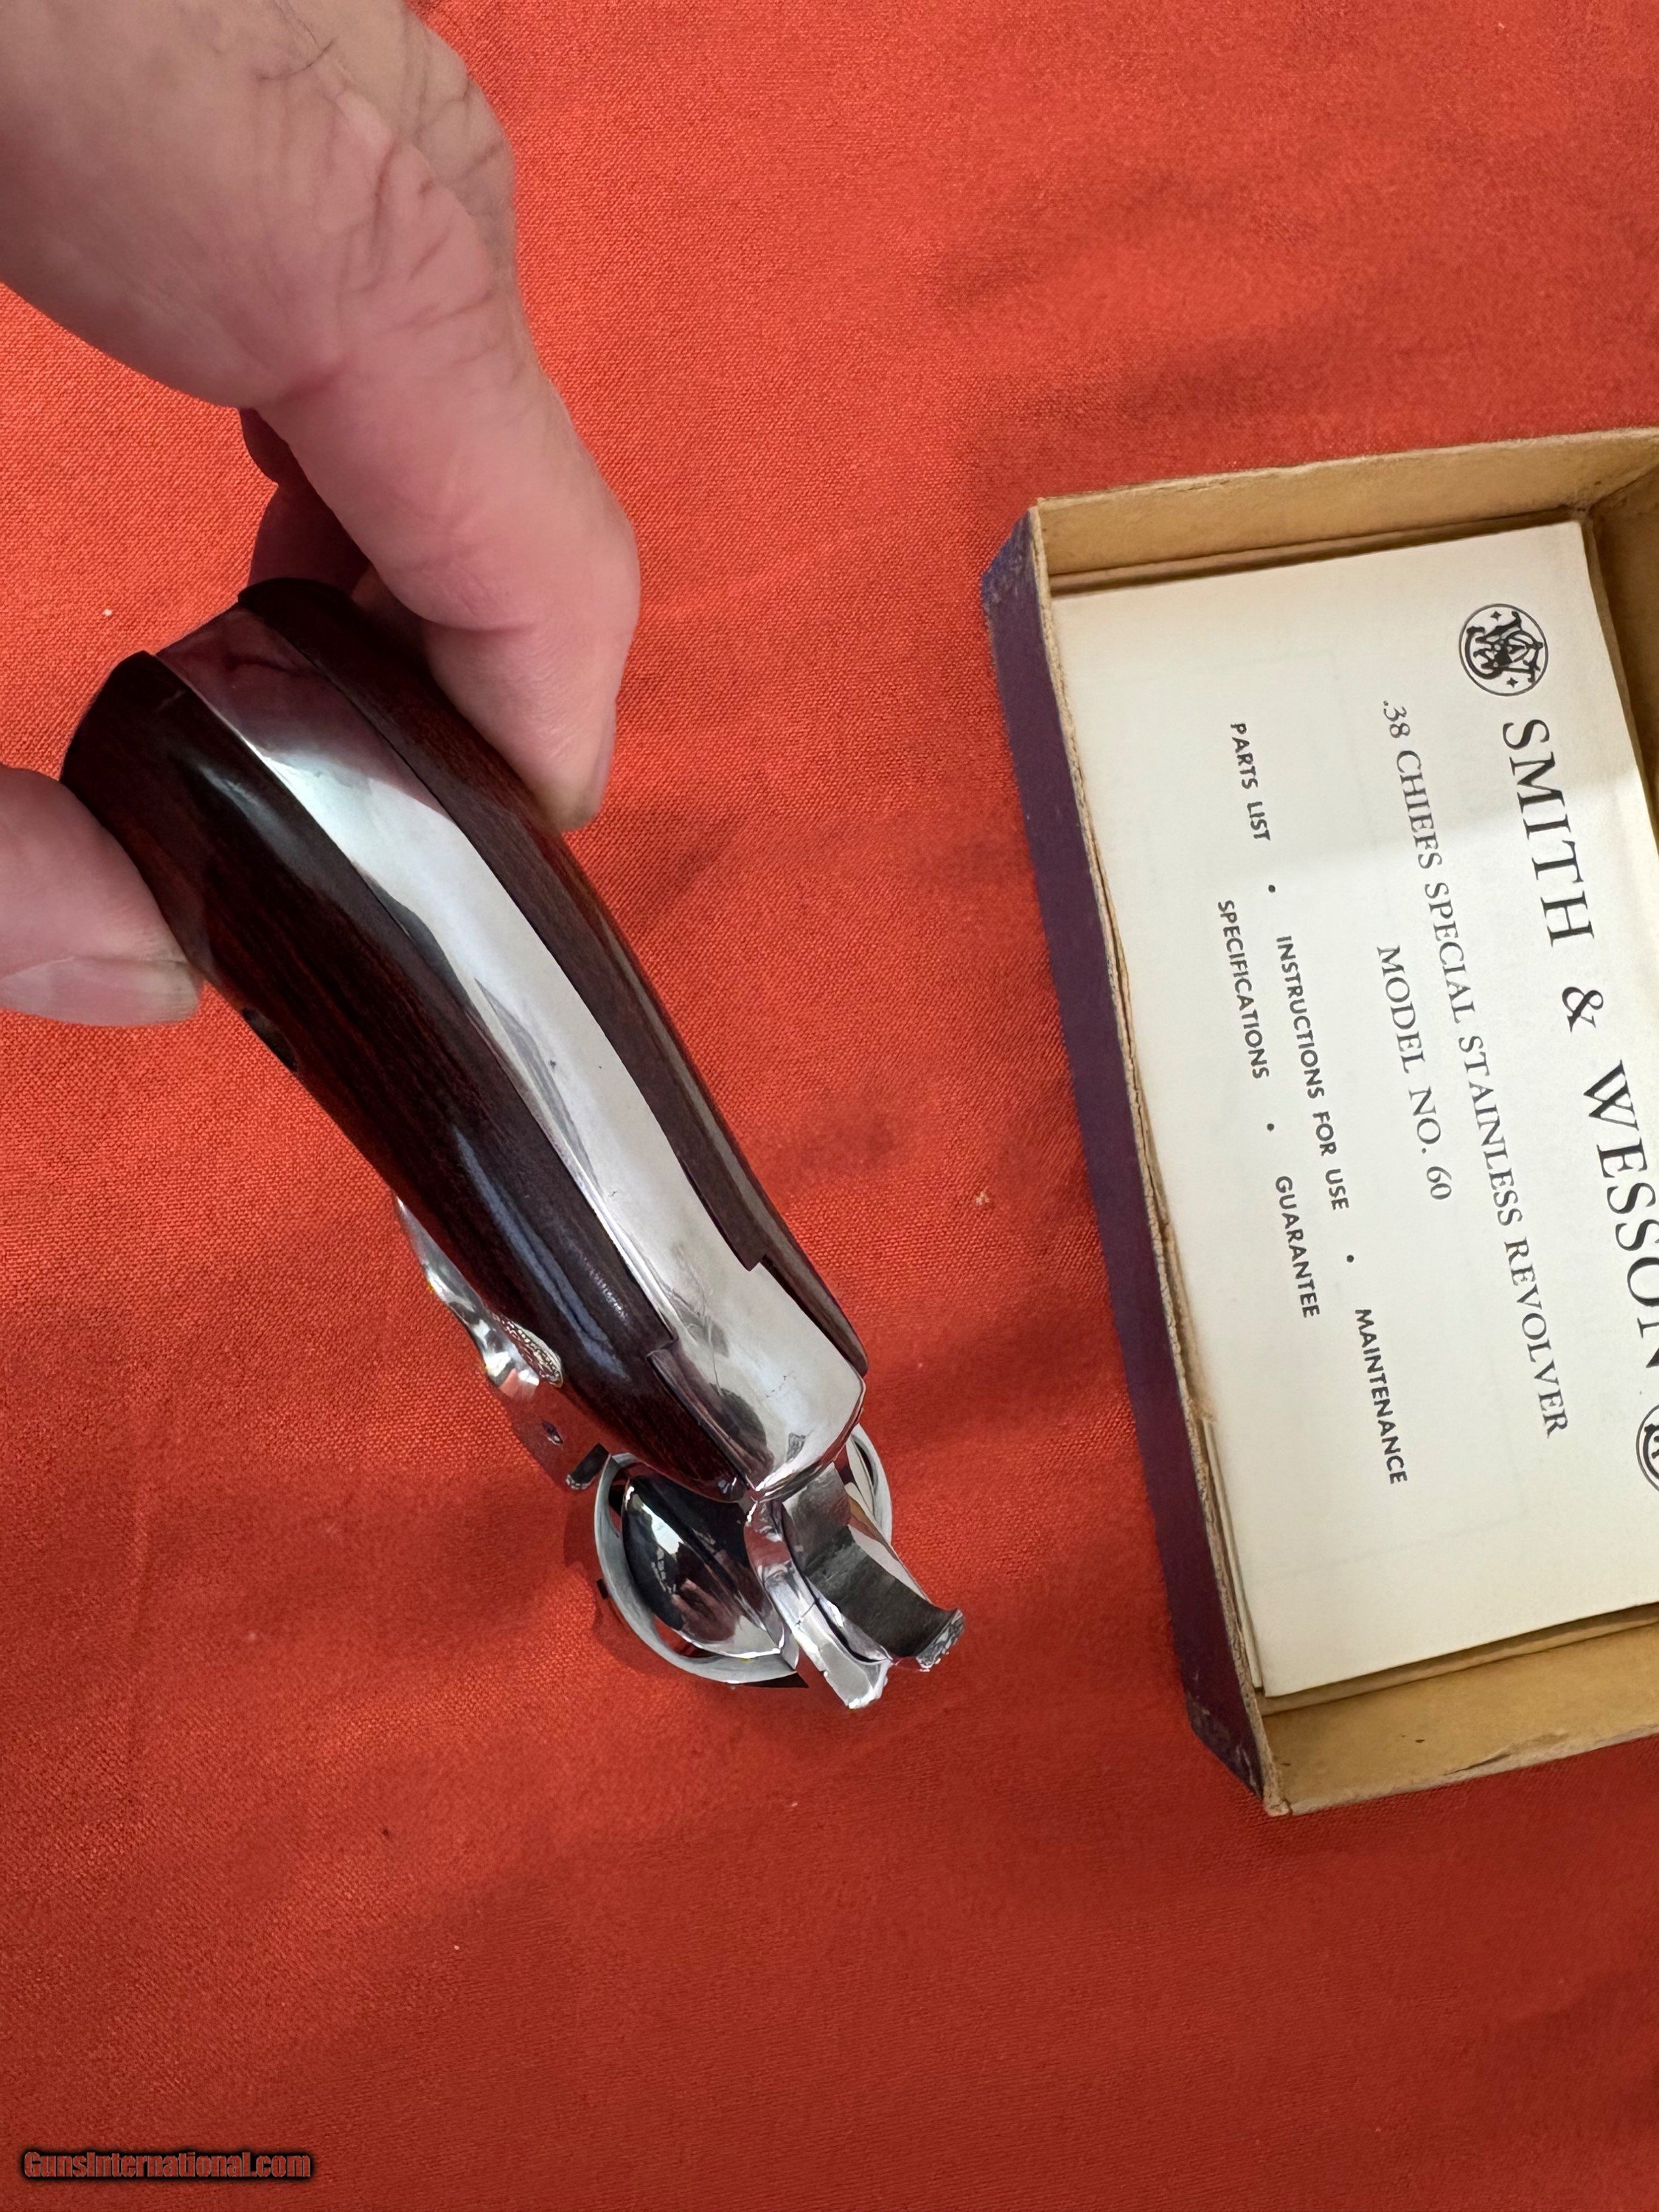 SMITH & WESSON
.38 CHIEFS SPECIAL STAINLESS REVOLVER
MODEL NO. 60
PARTS LIST • INSTRUCTIONS FOR USE • MAINTENANCE
SPECIFICATIONS • GUARANTEE
GunsInternational.com